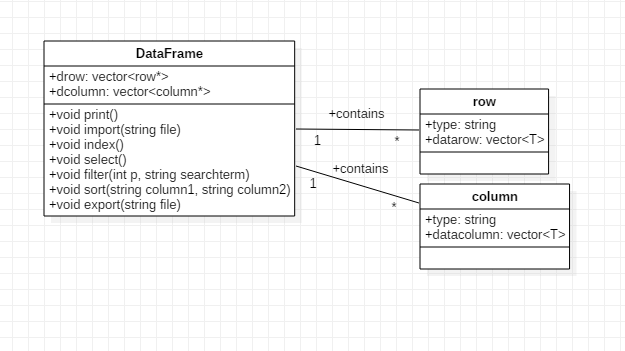 DataFrame
+drow: vector<row*>
+dcolumn: vector<column*>
+void print()
+void import(string file)
+void index()
+void select()
+void filter(int p, string searchterm)
+void sort(string column1, string column2)
+void export(string file)
+contains
1
*
+contains
1
*
row
+type: string
+datarow: vector<T>
column
+type: string
+datacolumn: vector<T>